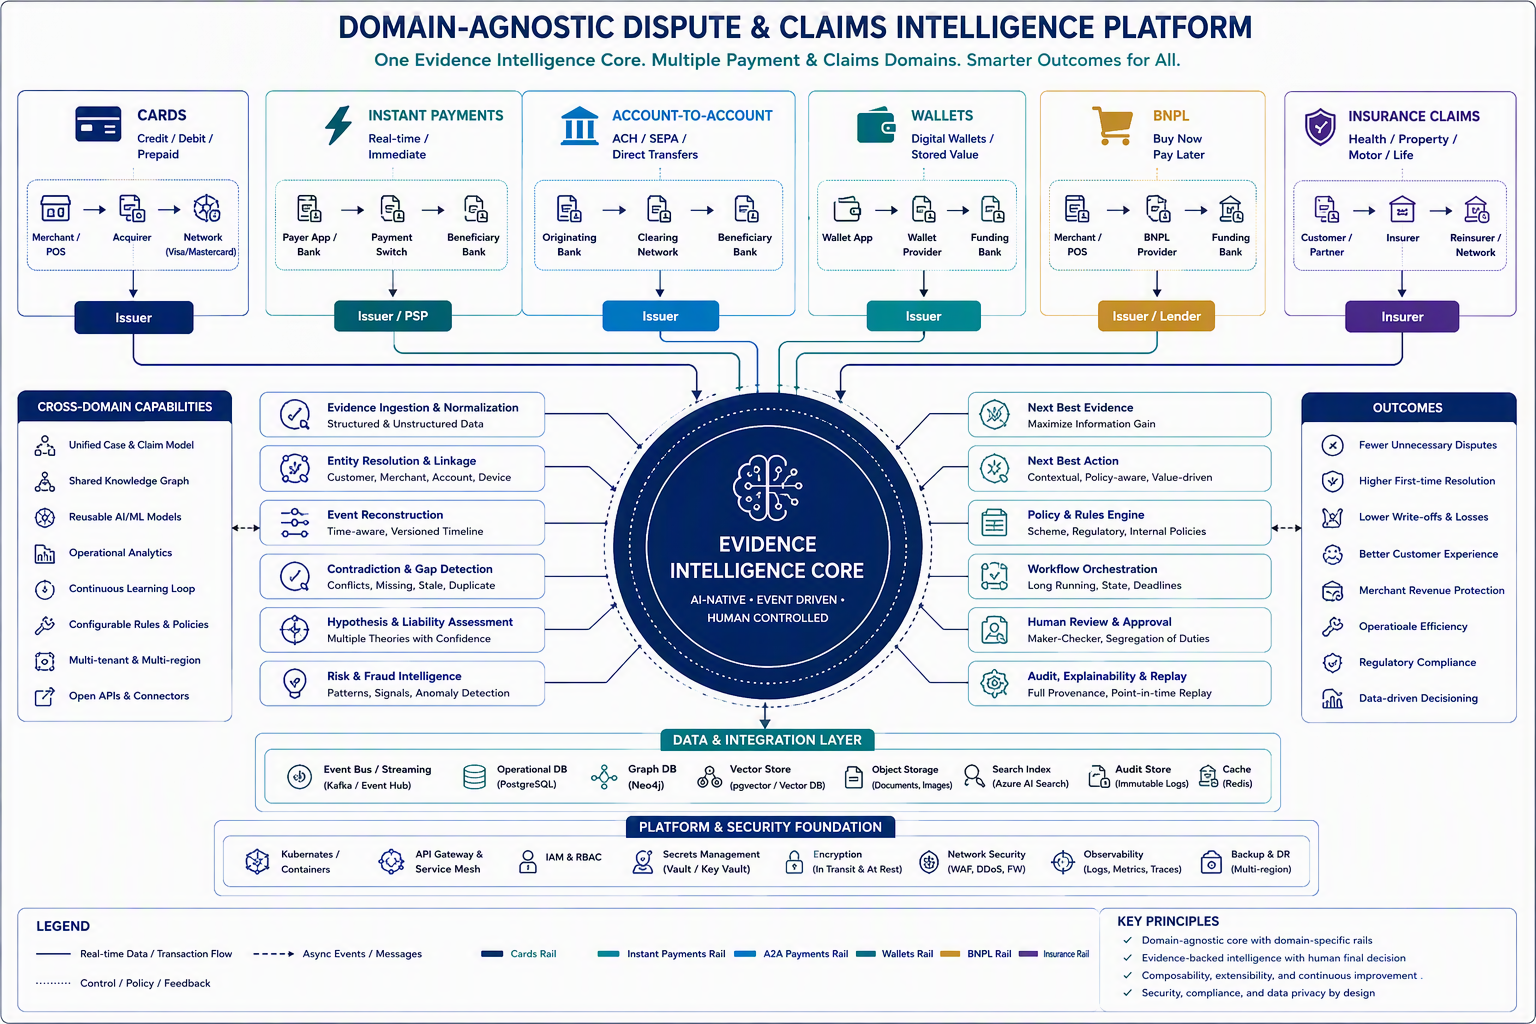 DOMAIN-AGNOSTIC DISPUTE & CLAIMS INTELLIGENCE PLATFORM
One Evidence Intelligence Core. Multiple Payment & Claims Domains. Smarter Outcomes for All.
CARDS
Credit / Debit /
Prepaid
Merchant /
POS
Acquirer
Network
(Visa/Mastercard)
Issuer
INSTANT PAYMENTS
Real-time /
Immediate
Payer App /
Bank
Payment
Switch
Beneficiary
Bank
Issuer / PSP
ACCOUNT-TO-ACCOUNT
ACH / SEPA /
Direct Transfers
Originating
Bank
Clearing
Network
Beneficiary
Bank
Issuer
WALLETS
Digital Wallets /
Stored Value
Wallet App
Wallet
Provider
Funding
Bank
Issuer
BNPL
Buy Now
Pay Later
Merchant /
POS
BNPL
Provider
Funding
Bank
Issuer / Lender
INSURANCE CLAIMS
Health / Property /
Motor / Life
Customer /
Partner
Insurer
Reinsurer /
Network
Insurer
CROSS-DOMAIN CAPABILITIES
Unified Case & Claim Model
Shared Knowledge Graph
Reusable AI/ML Models
Operational Analytics
Continuous Learning Loop
Configurable Rules & Policies
Multi-tenant & Multi-region
Open APIs & Connectors
Evidence Ingestion & Normalization
Structured & Unstructured Data
Entity Resolution & Linkage
Customer, Merchant, Account, Device
Event Reconstruction
Time-aware, Versioned Timeline
Contradiction & Gap Detection
Conflicts, Missing, Stale, Duplicate
Hypothesis & Liability Assessment
Multiple Theories with Confidence
Risk & Fraud Intelligence
Patterns, Signals, Anomaly Detection
EVIDENCE
INTELLIGENCE CORE
AI-NATIVE • EVENT DRIVEN •
HUMAN CONTROLLED
Next Best Evidence
Maximize Information Gain
Next Best Action
Contextual, Policy-aware, Value-driven
Policy & Rules Engine
Scheme, Regulatory, Internal Policies
Workflow Orchestration
Long Running, State, Deadlines
Human Review & Approval
Maker-Checker, Segregation of Duties
Audit, Explainability & Replay
Full Provenance, Point-in-time Replay
OUTCOMES
Fewer Unnecessary Disputes
Higher First-time Resolution
Lower Write-offs & Losses
Better Customer Experience
Merchant Revenue Protection
Operatioale Efficiency
Regulatory Compliance
Data-driven Decisioning
DATA & INTEGRATION LAYER
Event Bus / Streaming
(Kafka / Event Hub)
Operational DB
(PostgreSQL)
Graph DB
(Neo4j)
Vector Store
(pgvector / Vector DB)
Object Storage
(Documents, Images)
Search Index
(Azure AI Search)
Audit Store
(Immutable Logs)
Cache
(Redis)
PLATFORM & SECURITY FOUNDATION
Kubernetes /
Containers
API Gateway &
Service Mesh
IAM & RBAC
Secrets Management
(Vault / Key Vault)
Encryption
(In Transit & At Rest)
Network Security
(WAF, DDoS, FW)
Observability
(Logs, Metrics, Traces)
Backup & DR
(Multi-region)
LEGEND
Real-time Data / Transaction Flow
Async Events / Messages
Cards Rail
Instant Payments Rail
A2A Payments Rail
Wallets Rail
BNPL Rail
Insurance Rail
Control / Policy / Feedback
KEY PRINCIPLES
Domain-agnostic core with domain-specific rails
Evidence-backed intelligence with human final decision
Composability, extensibility, and continuous improvement .
Security, compliance, and data privacy by design